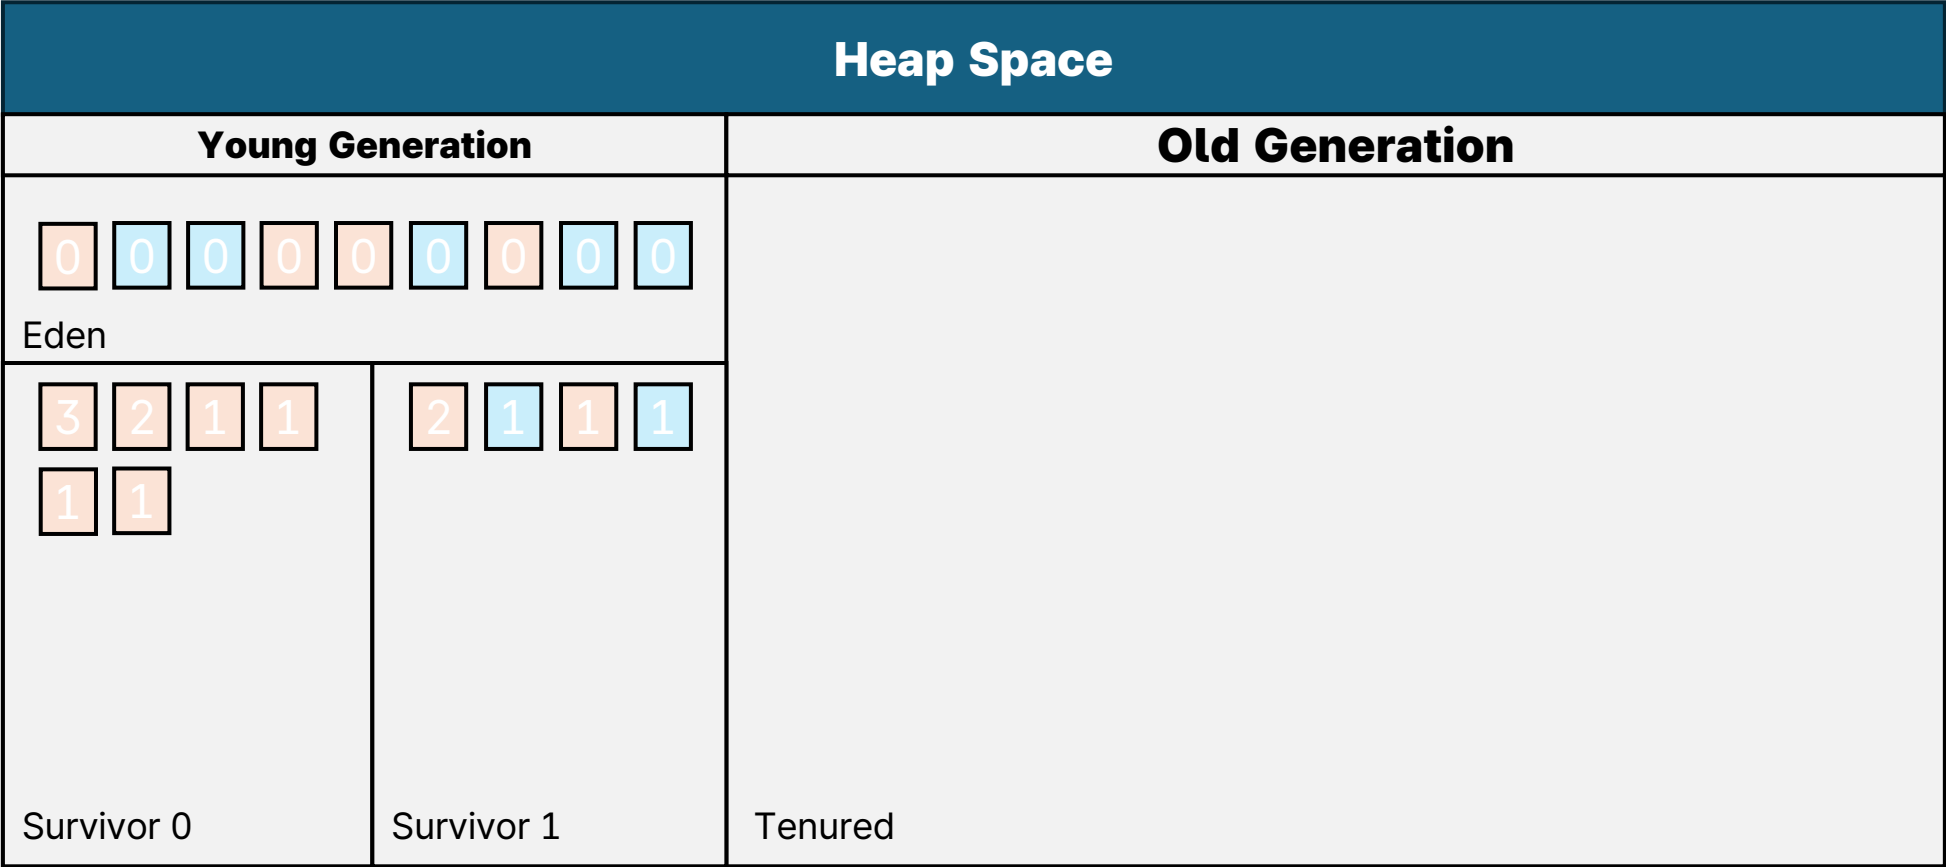 Heap Space
Young Generation
Old Generation
0 0 0 0 0 0 0 0 0
Eden
3 2 1 1
1 1
Survivor 0
2 1 1 1
Survivor 1
Tenured